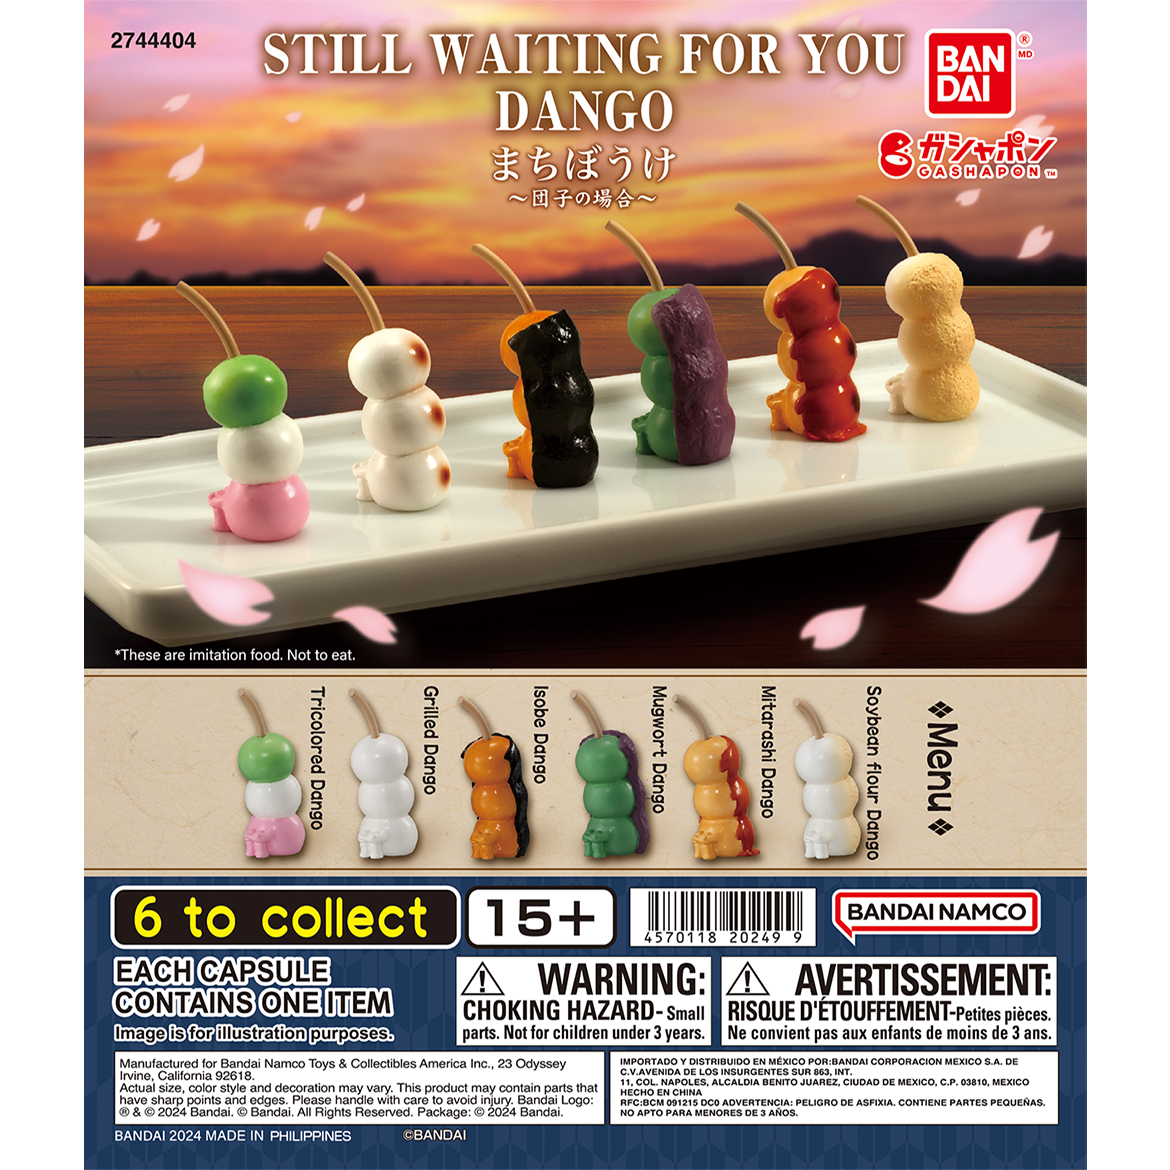 2744404
STILL WAITING FOR YOU
DANGO
まちぼうけ
～団子の場合～
BAN
DAI
®
MD
ガシャポン
GASHAPON™
*These are imitation food. Not to eat.
Tricolored Dango
Grilled Dango
Isobe Dango
Mugwort Dango
Mitarashi Dango
Soybean flour Dango
Menu
6 to collect
15+
4570118 20249 9
BANDAI NAMCO
EACH CAPSULE
CONTAINS ONE ITEM
Image is for illustration purposes.
WARNING:
CHOKING HAZARD- Small
parts. Not for children under 3 years.
AVERTISSEMENT:
RISQUE D'ÉTOUFFEMENT-Petites pièces.
Ne convient pas aux enfants de moins de 3 ans.
Manufactured for Bandai Namco Toys & Collectibles America Inc., 23 Odyssey
Irvine, California 92618.
Actual size, color style and decoration may vary. This product may contain parts that
have sharp points and edges. Please handle with care to avoid injury. Bandai Logo:
® & © 2024 Bandai. © Bandai. All Rights Reserved. Package: © 2024 Bandai.
IMPORTADO Y DISTRIBUIDO EN MÉXICO POR:BANDAI CORPORACION MEXICO S.A. DE
C.V.AVENIDA DE LOS INSURGENTES SUR 863, INT.
11, COL. NAPOLES, ALCALDIA BENITO JUAREZ, CIUDAD DE MEXICO, C.P. 03810, MEXICO
HECHO EN CHINA
RFC:BCM 091215 DC0 ADVERTENCIA: PELIGRO DE ASFIXIA. CONTIENE PARTES PEQUEÑAS.
NO APTO PARA MENORES DE 3 AÑOS.
BANDAI 2024 MADE IN PHILIPPINES
©BANDAI